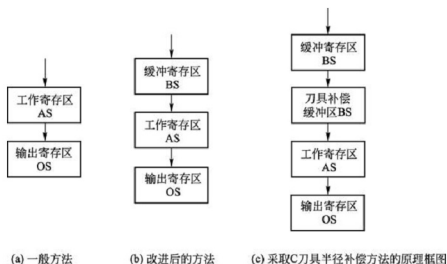 工作寄存区
AS
输出寄存区
OS
(a) 一般方法
缓冲寄存区
BS
工作寄存区
AS
输出寄存区
OS
(b) 改进后的方法
缓冲寄存区
BS
刀具补偿
缓冲区BS
工作寄存区
AS
输出寄存区
OS
(c) 采取C刀具半径补偿方法的原理框图